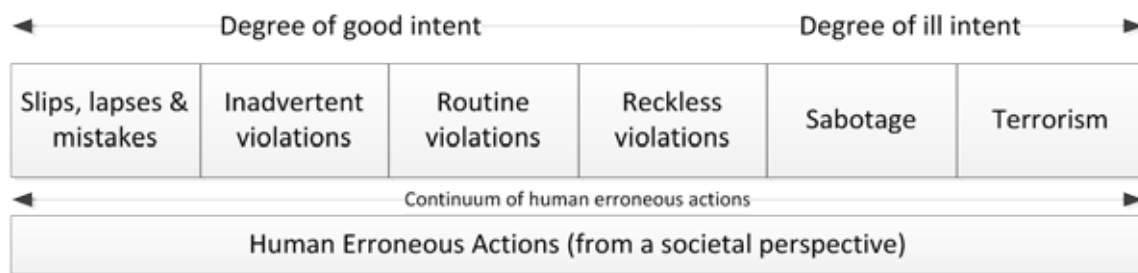 Degree of good intent Degree of ill intent
Slips, lapses & mistakes
Inadvertent violations
Routine violations
Reckless violations
Sabotage
Terrorism
Continuum of human erroneous actions
Human Erroneous Actions (from a societal perspective)